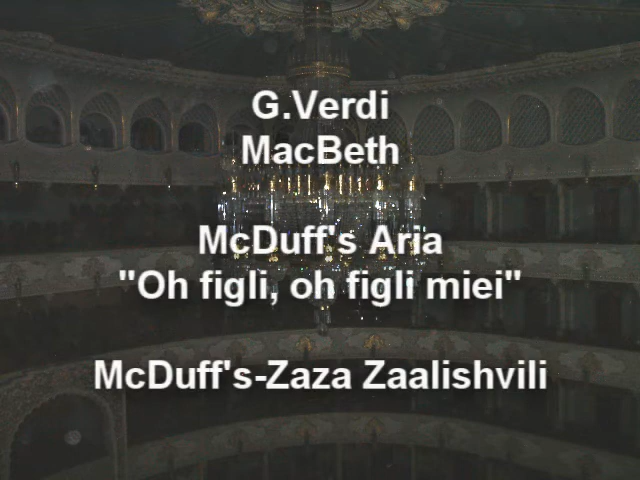 G.Verdi
MacBeth
McDuff's Aria
"Oh figli, oh figli miei"
McDuff's-Zaza Zaalishvili